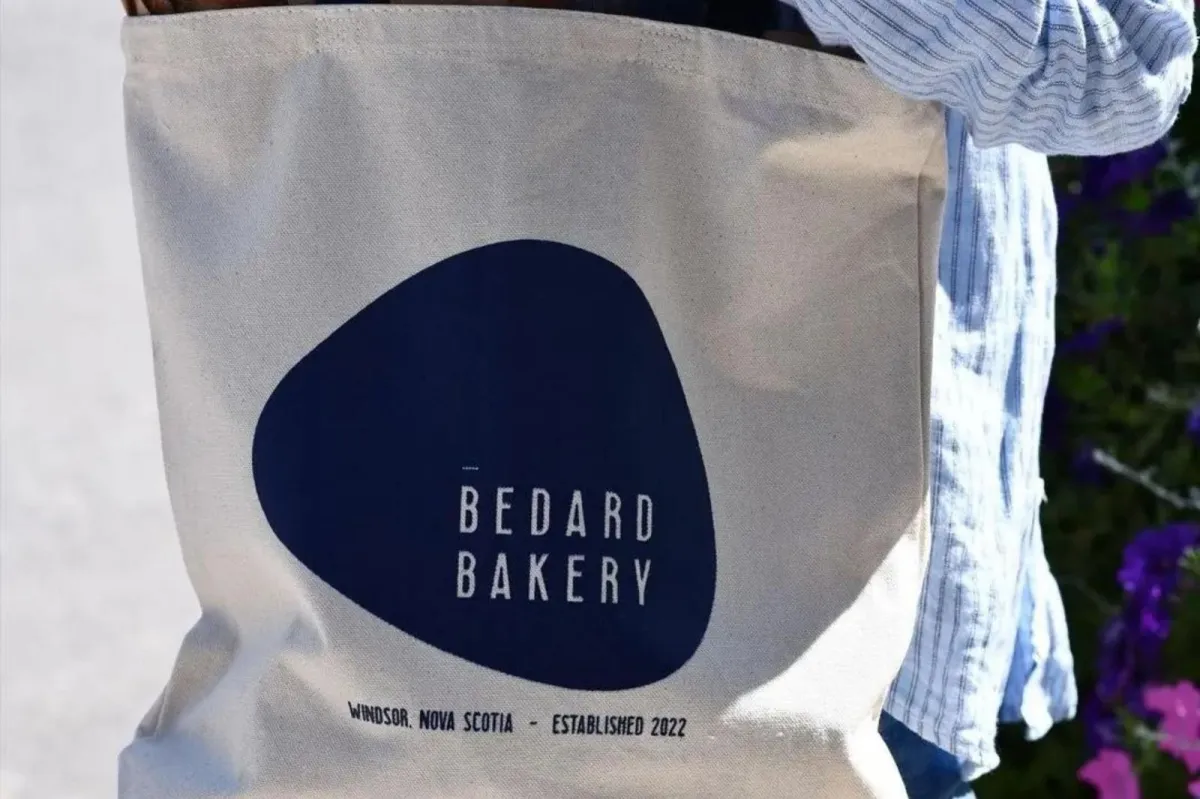 BEDARD
BAKERY
WINDSOR, NOVA SCOTIA - ESTABLISHED 2022